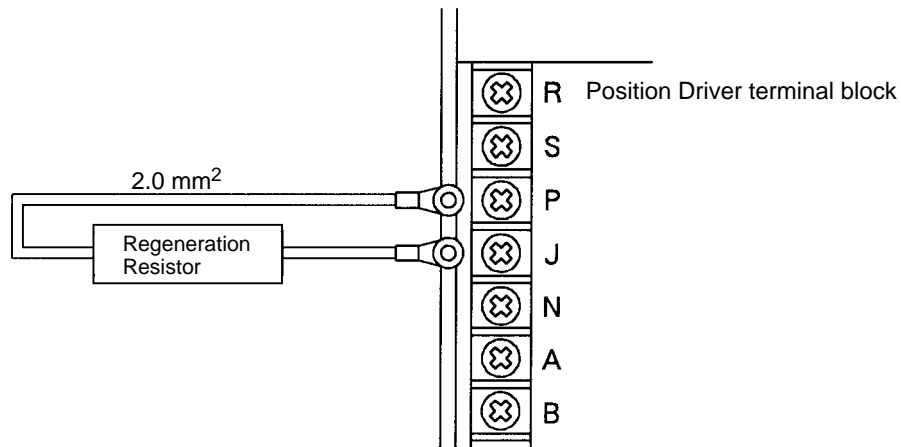 R Position Driver terminal block
S
2.0 mm²
P
Regeneration
Resistor
J
N
A
B